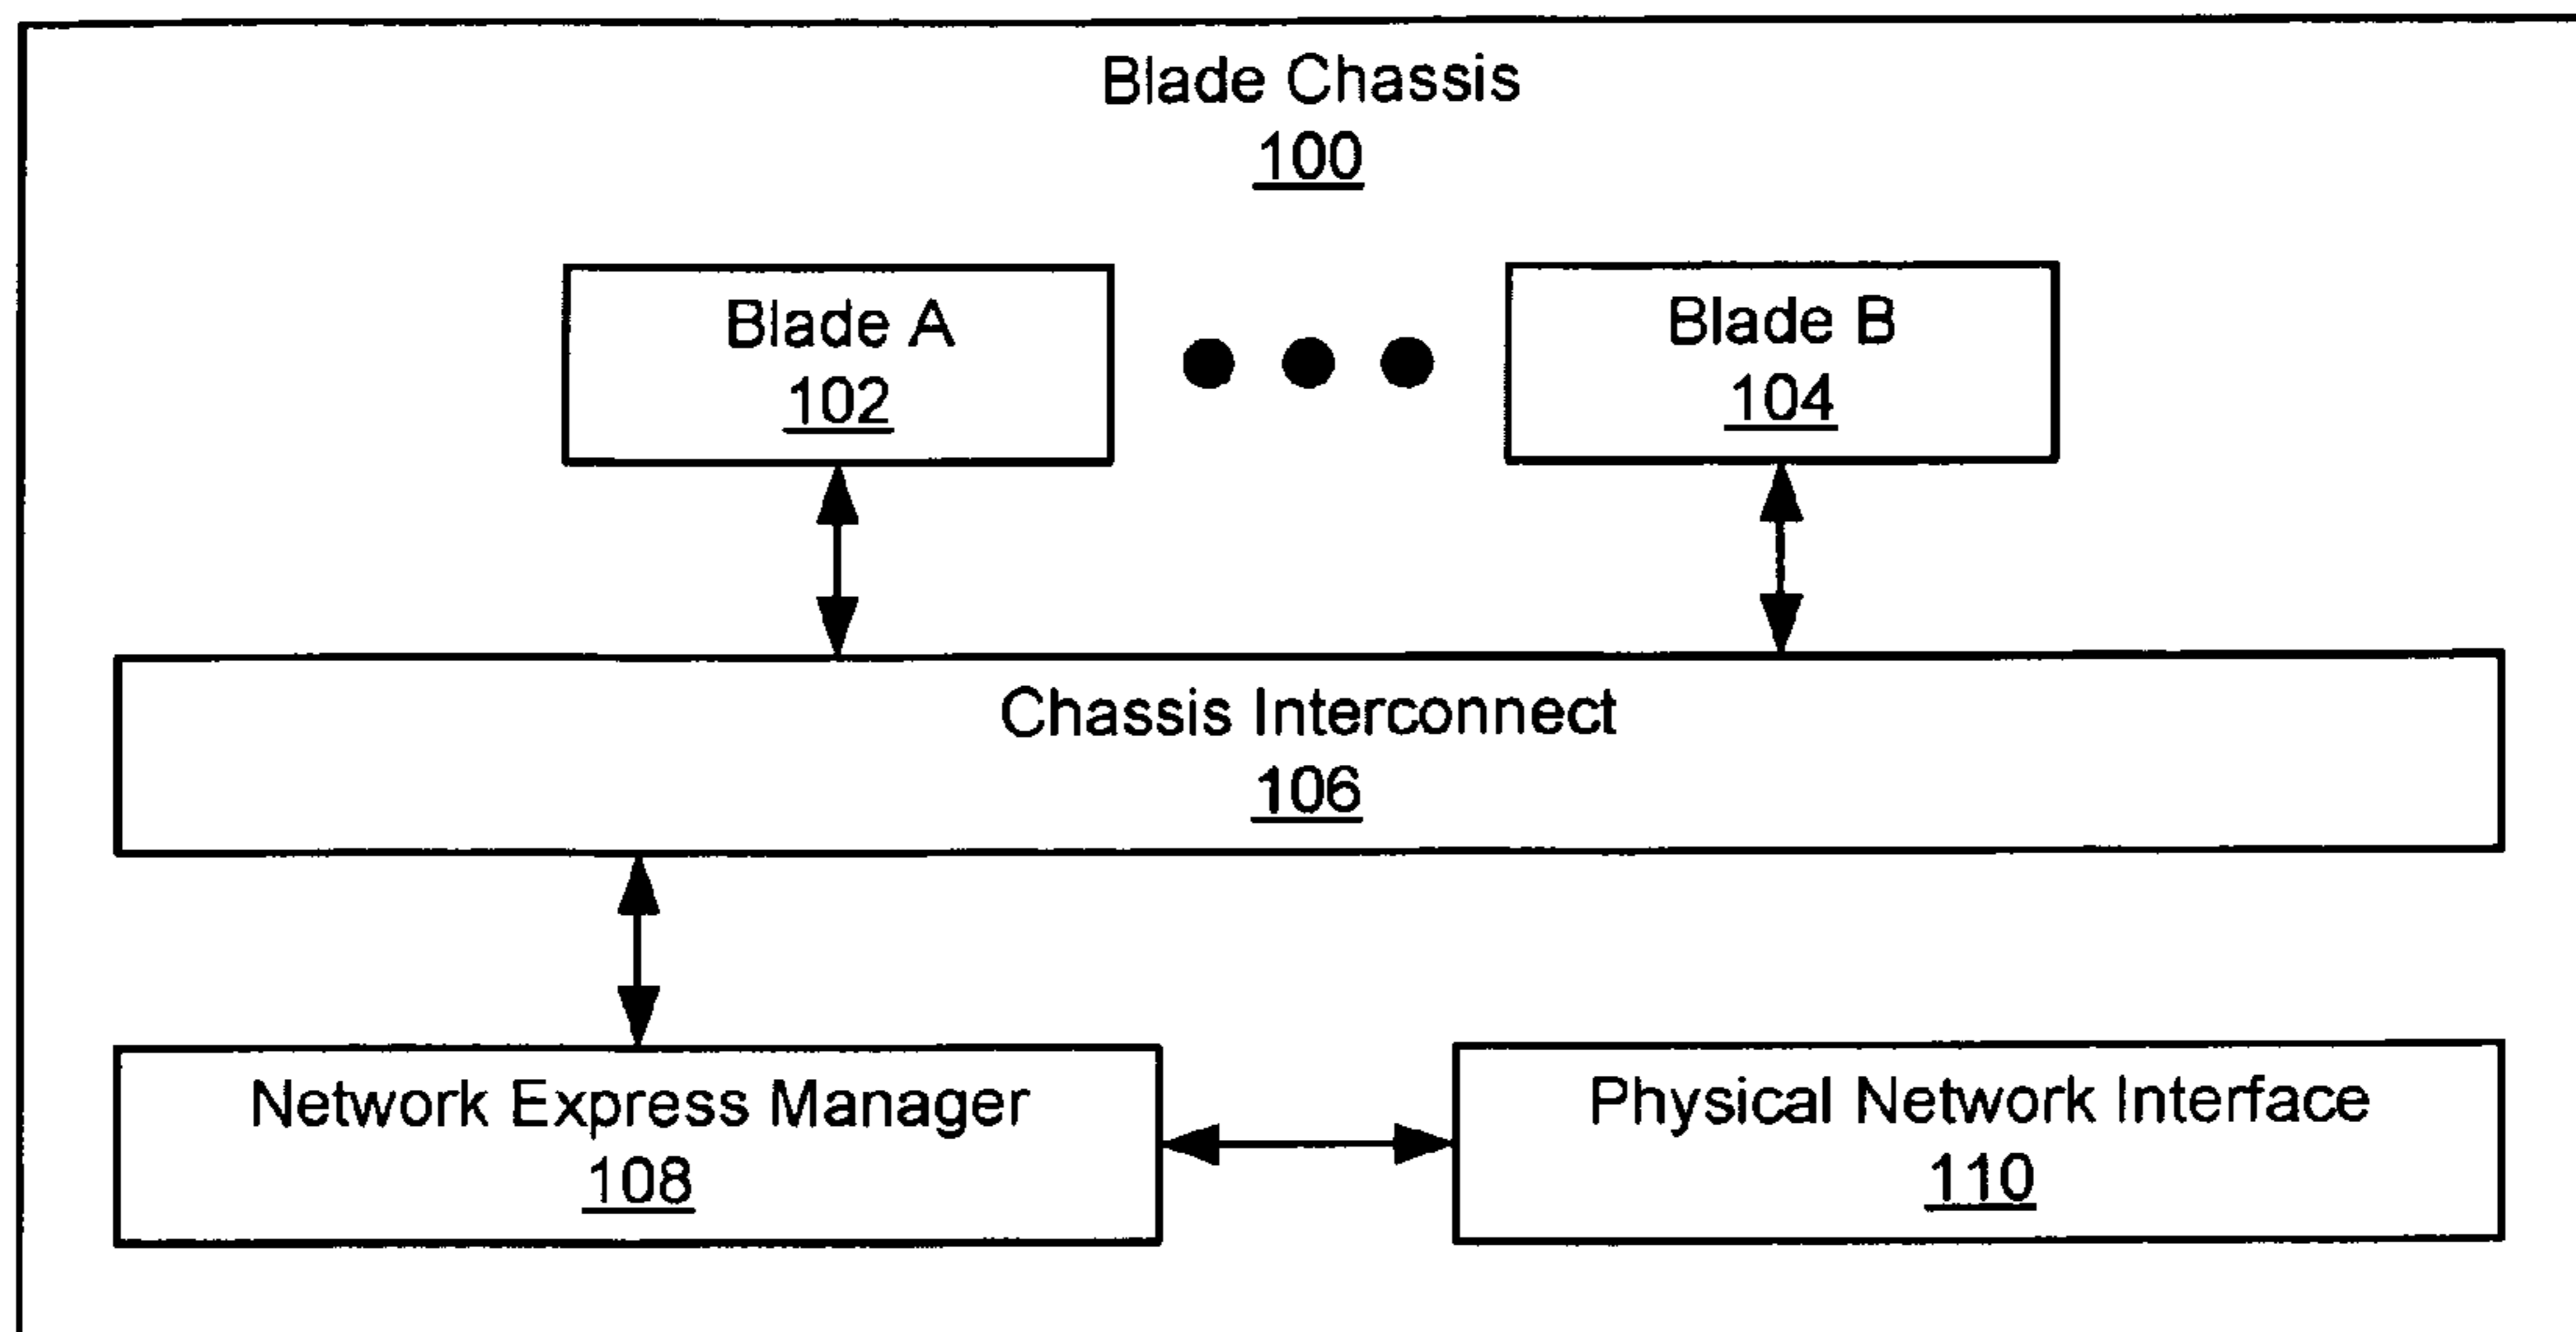 Blade Chassis
100
Blade A
102
Blade B
104
Chassis Interconnect
106
Network Express Manager
108
Physical Network Interface
110